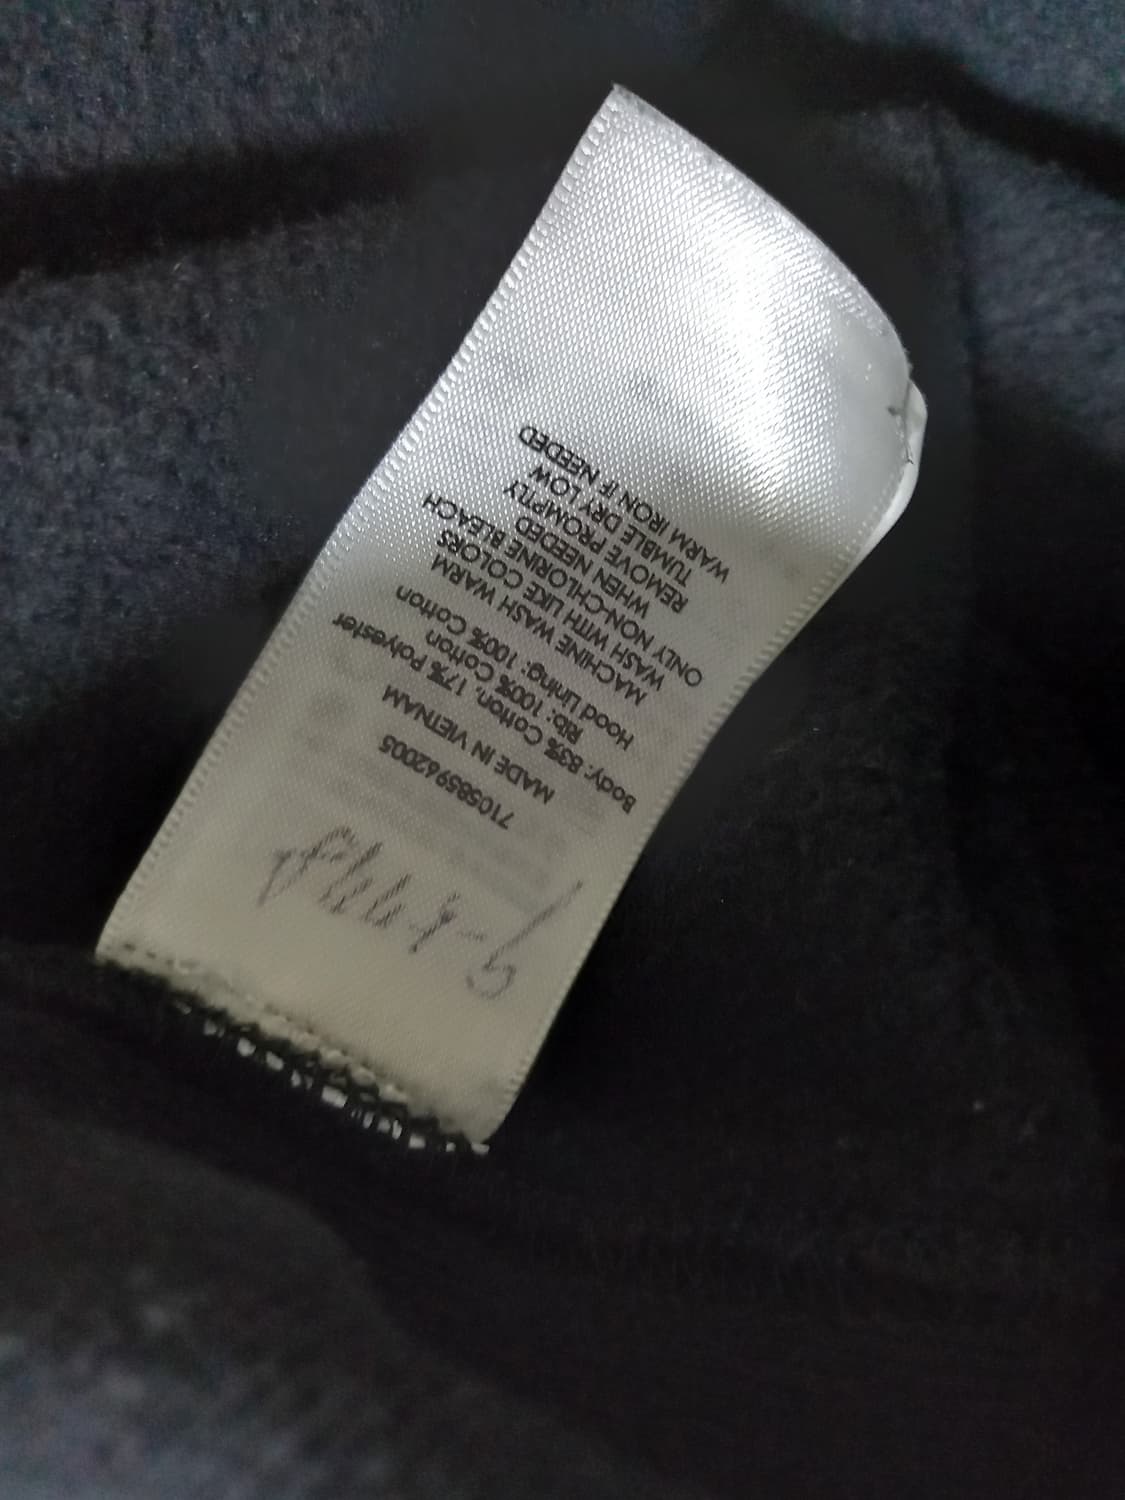 710585962005
MADE IN VIETNAM
Body: 83% Cotton, 17% Polyester
Rib: 100% Cotton
Hood Lining: 100% Cotton
MACHINE WASH WARM
WASH WITH LIKE COLORS
ONLY NON-CHLORINE BLEACH
WHEN NEEDED
REMOVE PROMPTLY
TUMBLE DRY LOW
WARM IRON IF NEEDED